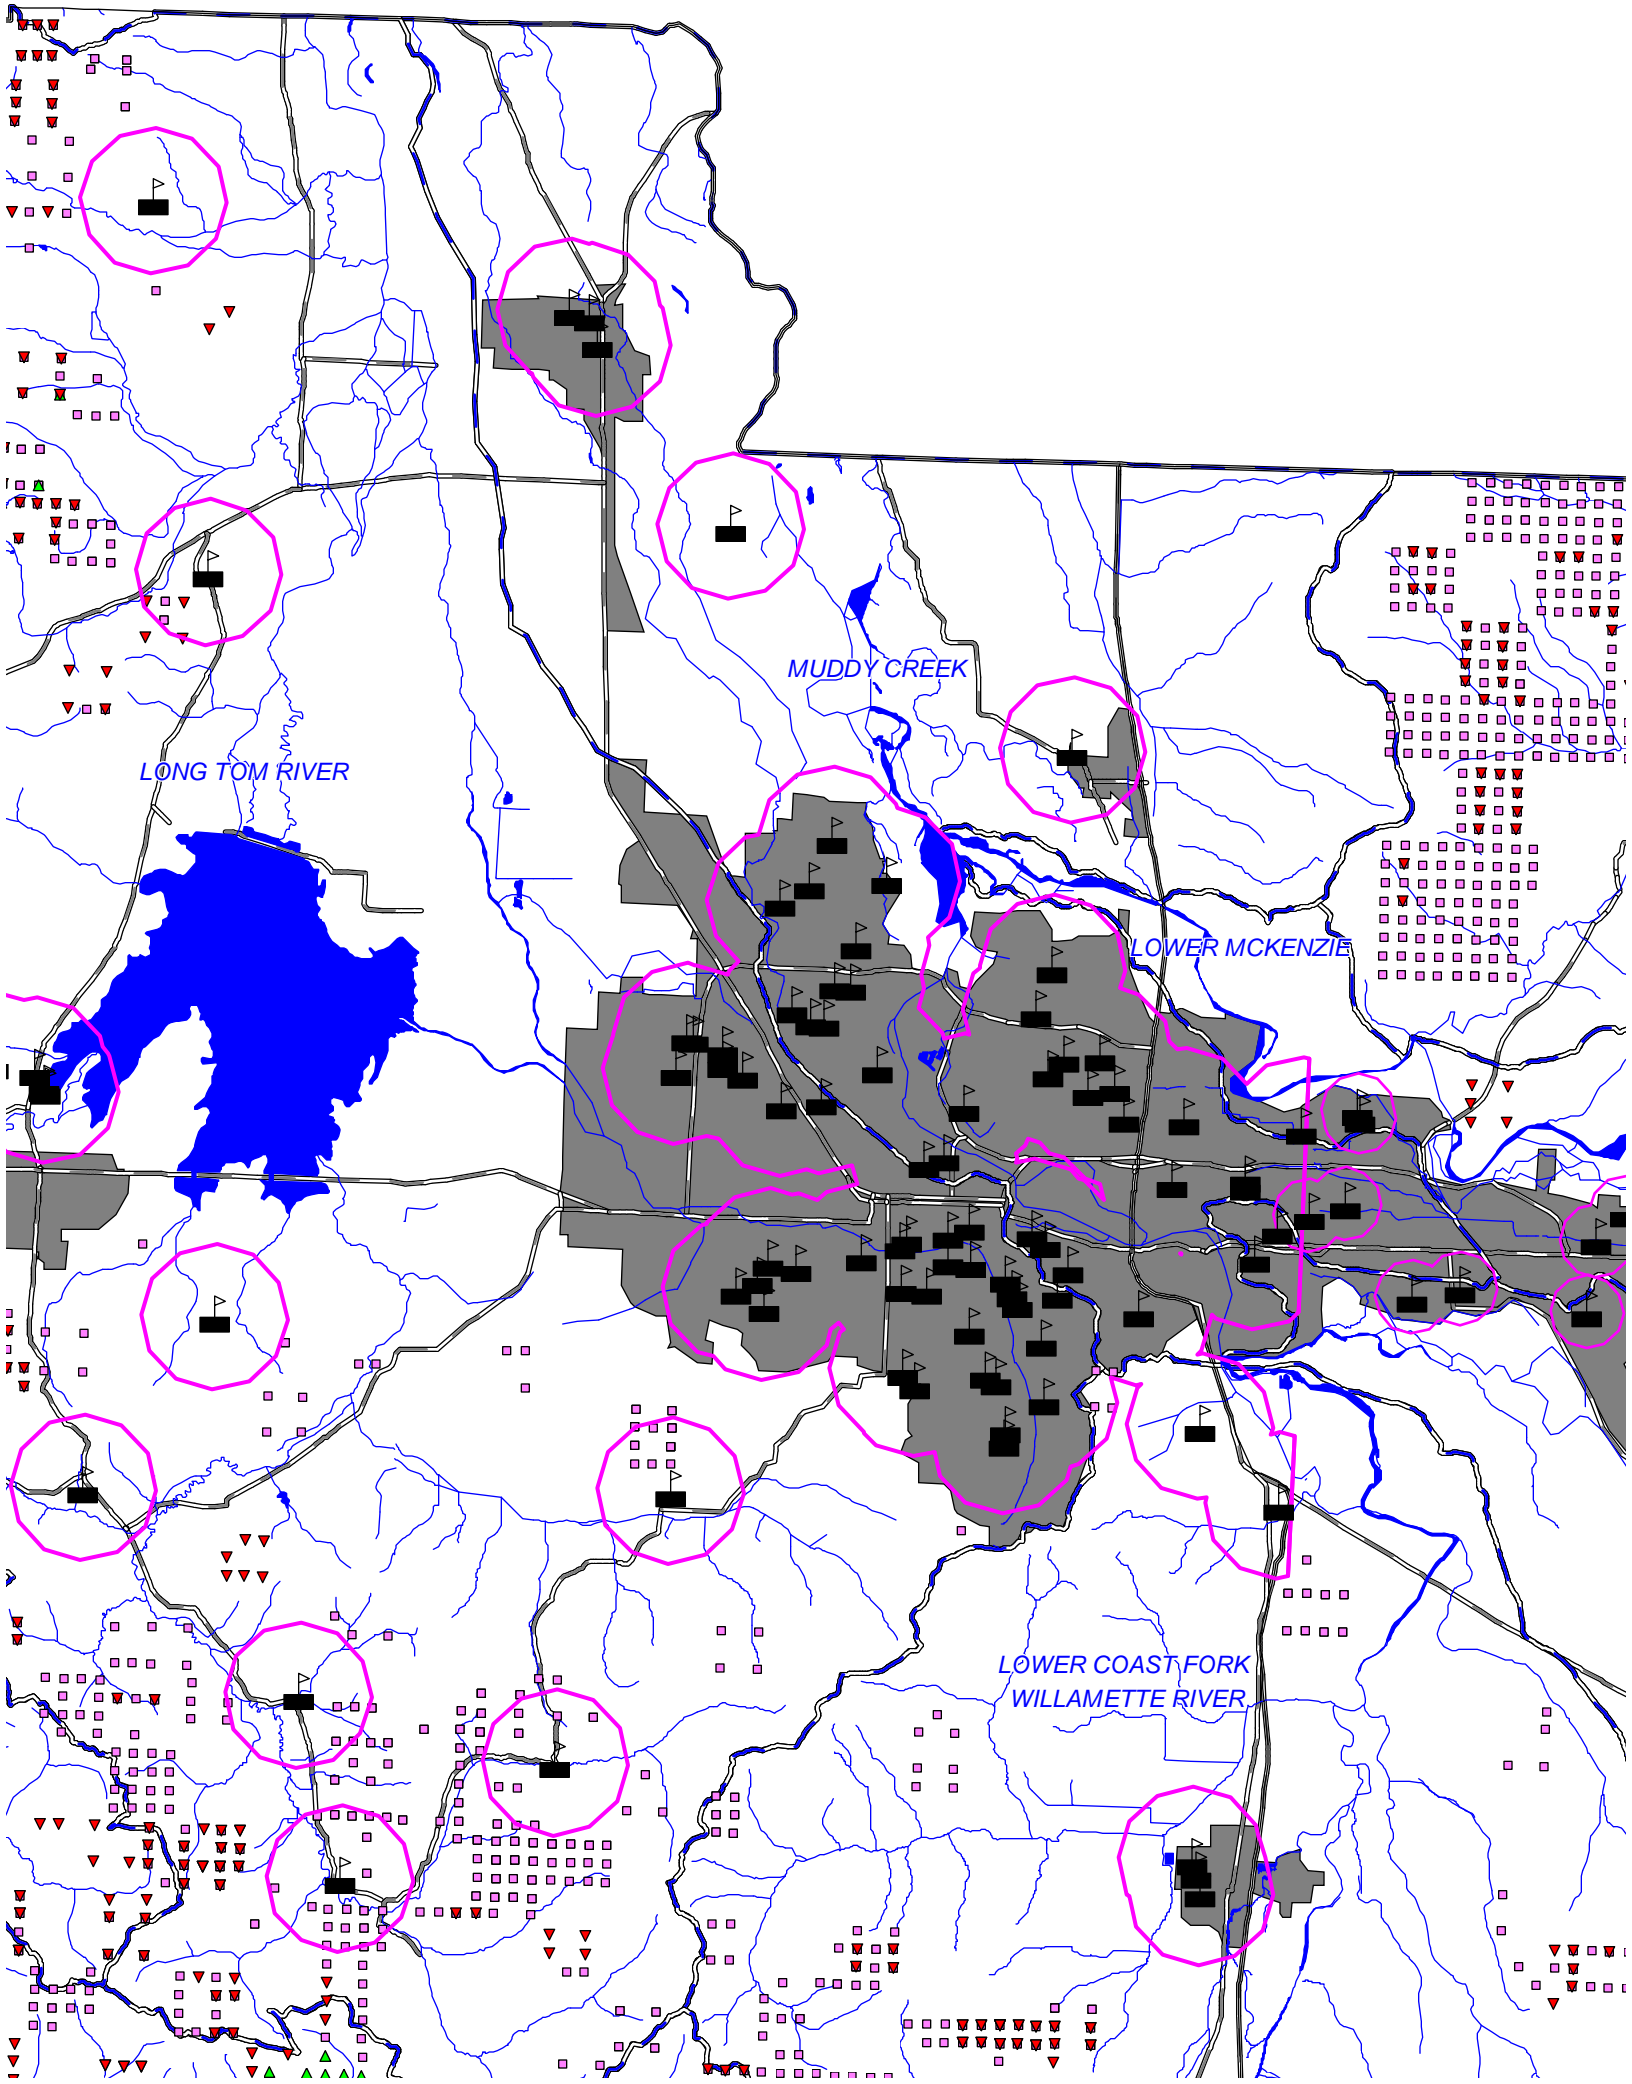 MUDDY CREEK
LONG TOM RIVER
LOWER MCKENZIE
LOWER COAST FORK
WILLAMETTE RIVER